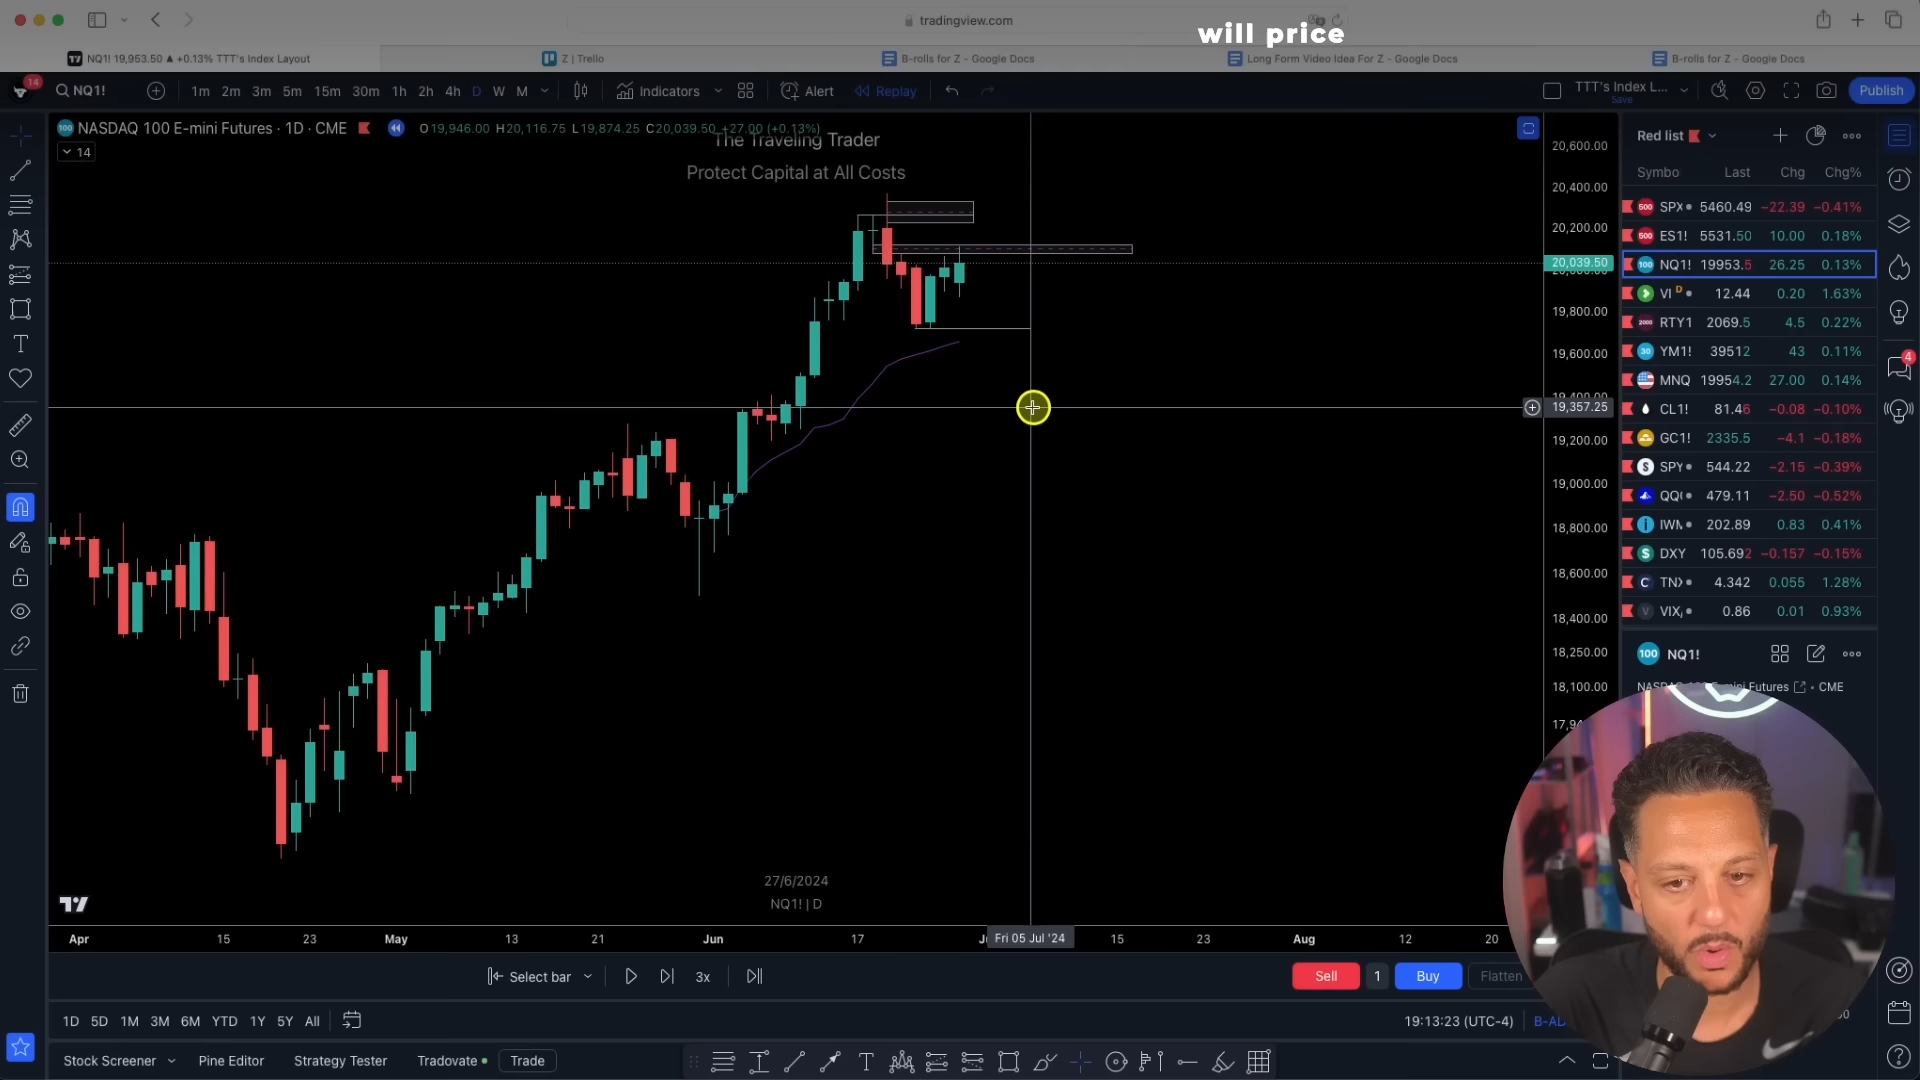 tradingview.com
will price
NQ1! 19,953.50 ▲ +0.13% TTT's Index Layout
Z | Trello
B-rolls for Z - Google Docs
Long Form Video Idea For Z - Google Docs
B-rolls for Z - Google Docs
14
NQ1!
1m 2m 3m 5m 15m 30m 1h 2h 4h D W M
Indicators
Alert
Replay
TTT's Index L...
Save
Publish
NASDAQ 100 E-mini Futures · 1D · CME
O19,946.00 H20,116.75 L19,874.25 C20,039.50 +27.00 (+0.13%)
14
The Traveling Trader
Protect Capital at All Costs
20,600.00
20,400.00
20,200.00
20,039.50
19,800.00
19,600.00
19,357.25
19,200.00
19,000.00
18,800.00
18,600.00
18,400.00
18,250.00
18,100.00
Red list
Symbo Last Chg Chg%
SPX 5460.49 −22.39 −0.41%
ES1! 5531.50 10.00 0.18%
NQ1! 19953.5 26.25 0.13%
VI D 12.44 0.20 1.63%
RTY1 2069.5 4.5 0.22%
YM1! 39512 43 0.11%
MNQ 19954.2 27.00 0.14%
CL1! 81.46 −0.08 −0.10%
GC1! 2335.5 −4.1 −0.18%
SPY 544.22 −2.15 −0.39%
QQ 479.11 −2.50 −0.52%
IWM 202.89 0.83 0.41%
DXY 105.692 −0.157 −0.15%
TNX 4.342 0.055 1.28%
VIX 0.86 0.01 0.93%
4
100 NQ1!
NASDAQ 100 E-mini Futures · CME
27/6/2024
NQ1! | D
Apr 15 23 May 13 21 Jun 17 Fri 05 Jul '24 15 23 Aug 12 20
Select bar
3x
Sell 1 Buy Flatten
1D 5D 1M 3M 6M YTD 1Y 5Y All
19:13:23 (UTC-4)
B-AD
Stock Screener Pine Editor Strategy Tester Tradovate Trade